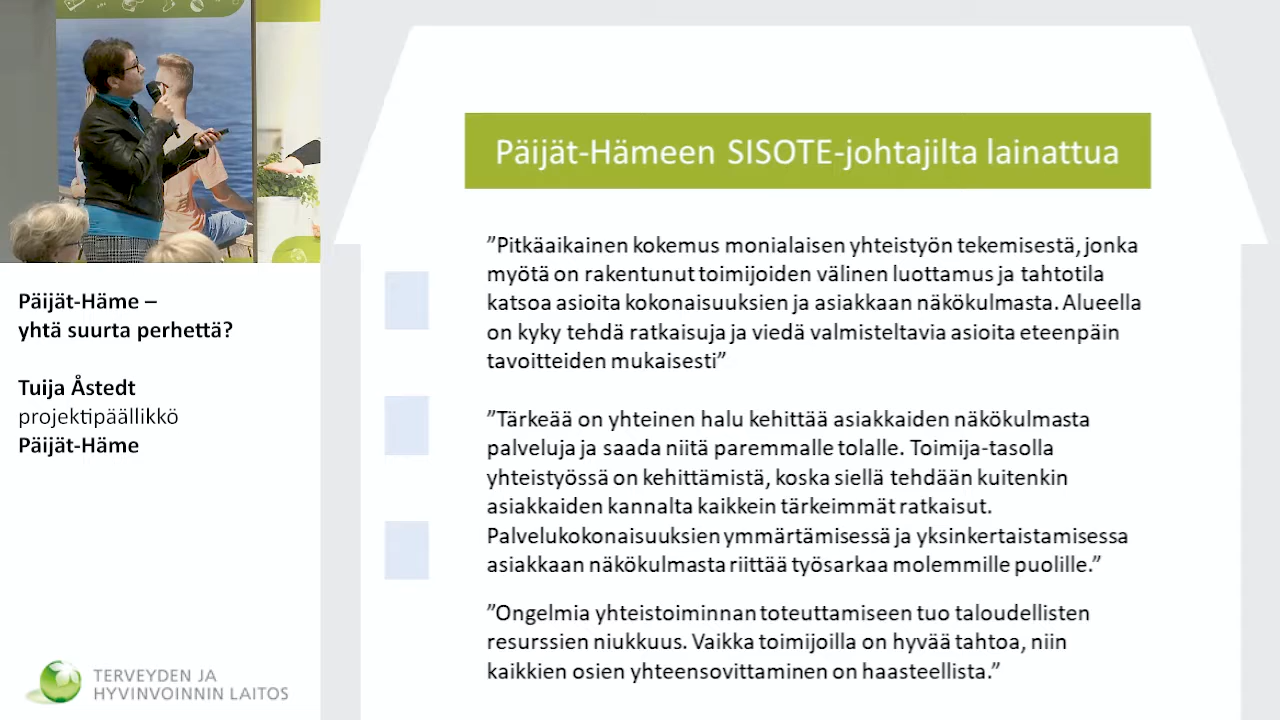 Päijät-Häme –
yhtä suurta perhettä?
Tuija Åstedt
projektipäällikkö
Päijät-Häme
TERVEYDEN JA
HYVINVOINNIN LAITOS
Päijät-Hämeen SISOTE-johtajilta lainattua
”Pitkäaikainen kokemus monialaisen yhteistyön tekemisestä, jonka
myötä on rakentunut toimijoiden välinen luottamus ja tahtotila
katsoa asioita kokonaisuuksien ja asiakkaan näkökulmasta. Alueella
on kyky tehdä ratkaisuja ja viedä valmisteltavia asioita eteenpäin
tavoitteiden mukaisesti”
”Tärkeää on yhteinen halu kehittää asiakkaiden näkökulmasta
palveluja ja saada niitä paremmalle tolalle. Toimija-tasolla
yhteistyössä on kehittämistä, koska siellä tehdään kuitenkin
asiakkaiden kannalta kaikkein tärkeimmät ratkaisut.
Palvelukokonaisuuksien ymmärtämisessä ja yksinkertaistamisessa
asiakkaan näkökulmasta riittää työsarkaa molemmille puolille.”
”Ongelmia yhteistoiminnan toteuttamiseen tuo taloudellisten
resurssien niukkuus. Vaikka toimijoilla on hyvää tahtoa, niin
kaikkien osien yhteensovittaminen on haasteellista.”